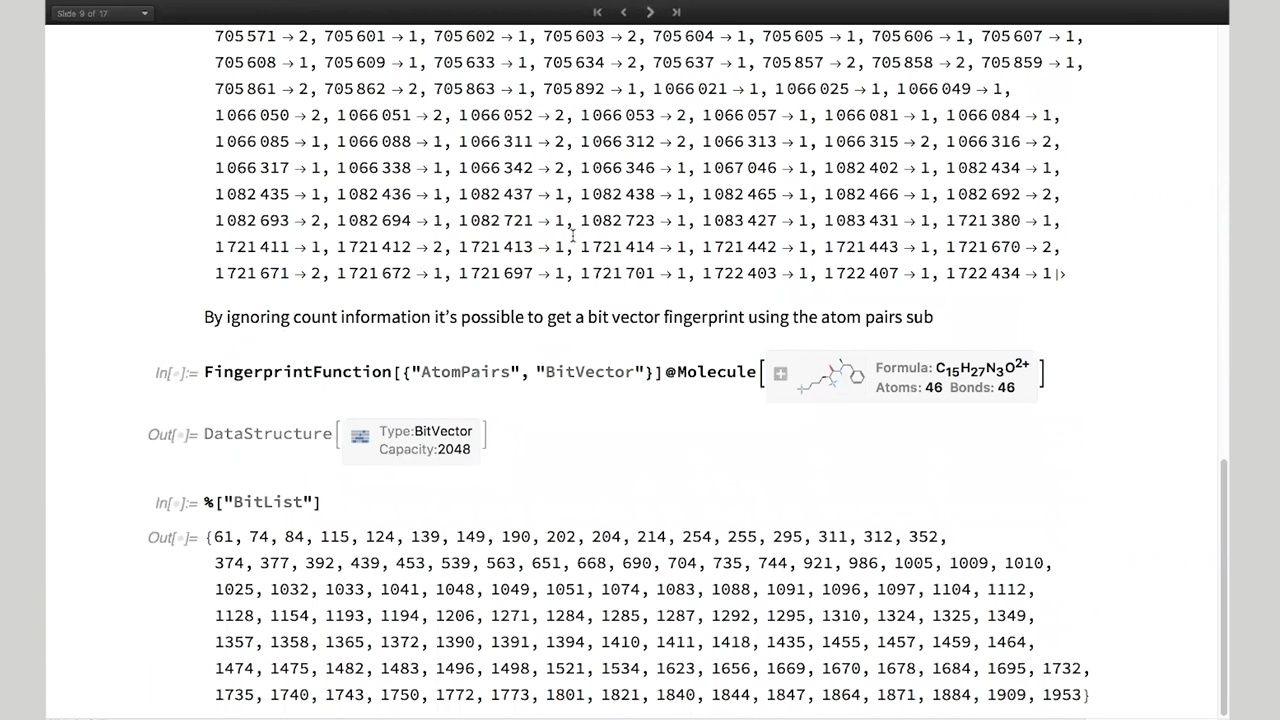 Slide 9 of 17
705 571 → 2, 705 601 → 1, 705 602 → 1, 705 603 → 2, 705 604 → 1, 705 605 → 1, 705 606 → 1, 705 607 → 1,
705 608 → 1, 705 609 → 1, 705 633 → 1, 705 634 → 2, 705 637 → 1, 705 857 → 2, 705 858 → 2, 705 859 → 1,
705 861 → 2, 705 862 → 2, 705 863 → 1, 705 892 → 1, 1 066 021 → 1, 1 066 025 → 1, 1 066 049 → 1,
1 066 050 → 2, 1 066 051 → 2, 1 066 052 → 2, 1 066 053 → 2, 1 066 057 → 1, 1 066 081 → 1, 1 066 084 → 1,
1 066 085 → 1, 1 066 088 → 1, 1 066 311 → 2, 1 066 312 → 2, 1 066 313 → 1, 1 066 315 → 2, 1 066 316 → 2,
1 066 317 → 1, 1 066 338 → 1, 1 066 342 → 2, 1 066 346 → 1, 1 067 046 → 1, 1 082 402 → 1, 1 082 434 → 1,
1 082 435 → 1, 1 082 436 → 1, 1 082 437 → 1, 1 082 438 → 1, 1 082 465 → 1, 1 082 466 → 1, 1 082 692 → 2,
1 082 693 → 2, 1 082 694 → 1, 1 082 721 → 1, 1 082 723 → 1, 1 083 427 → 1, 1 083 431 → 1, 1 721 380 → 1,
1 721 411 → 1, 1 721 412 → 2, 1 721 413 → 1, 1 721 414 → 1, 1 721 442 → 1, 1 721 443 → 1, 1 721 670 → 2,
1 721 671 → 2, 1 721 672 → 1, 1 721 697 → 1, 1 721 701 → 1, 1 722 403 → 1, 1 722 407 → 1, 1 722 434 → 1|>
By ignoring count information it's possible to get a bit vector fingerprint using the atom pairs sub
In[◦]:= FingerprintFunction[{"AtomPairs", "BitVector"}]@Molecule[ Formula: C₁₅H₂₇N₃O²⁺ ]
Atoms: 46 Bonds: 46
Out[◦]= DataStructure[ Type:BitVector ]
Capacity:2048
In[◦]:= %["BitList"]
Out[◦]= {61, 74, 84, 115, 124, 139, 149, 190, 202, 204, 214, 254, 255, 295, 311, 312, 352,
374, 377, 392, 439, 453, 539, 563, 651, 668, 690, 704, 735, 744, 921, 986, 1005, 1009, 1010,
1025, 1032, 1033, 1041, 1048, 1049, 1051, 1074, 1083, 1088, 1091, 1096, 1097, 1104, 1112,
1128, 1154, 1193, 1194, 1206, 1271, 1284, 1285, 1287, 1292, 1295, 1310, 1324, 1325, 1349,
1357, 1358, 1365, 1372, 1390, 1391, 1394, 1410, 1411, 1418, 1435, 1455, 1457, 1459, 1464,
1474, 1475, 1482, 1483, 1496, 1498, 1521, 1534, 1623, 1656, 1669, 1670, 1678, 1684, 1695, 1732,
1735, 1740, 1743, 1750, 1772, 1773, 1801, 1821, 1840, 1844, 1847, 1864, 1871, 1884, 1909, 1953}